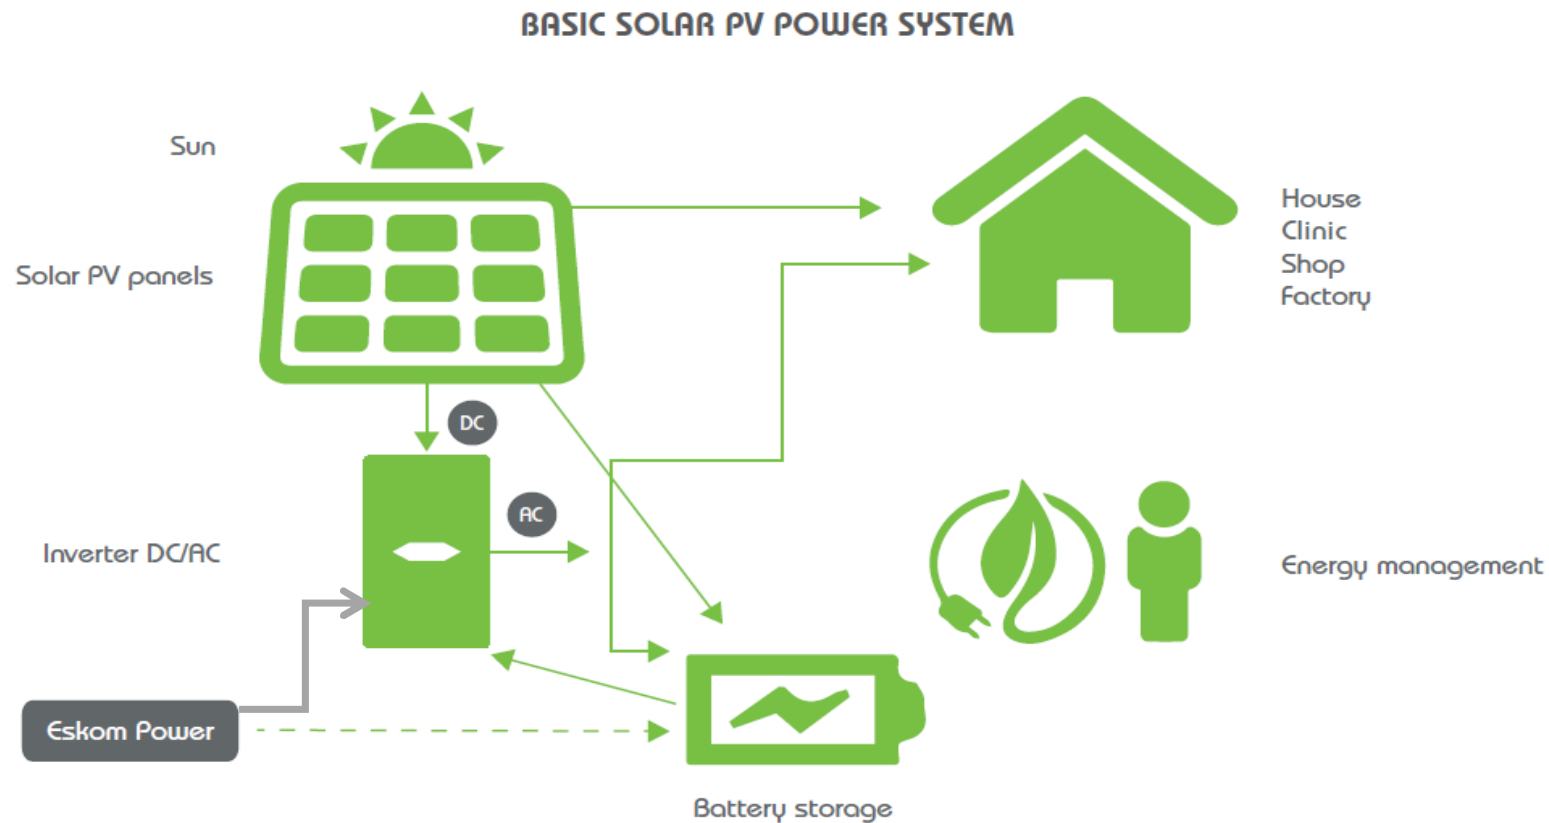 BASIC SOLAR PV POWER SYSTEM
Sun
House
Clinic
Solar PV panels
Shop
Factory
DC
AC
Inverter DC/AC
Energy management
Eskom Power
Battery storage